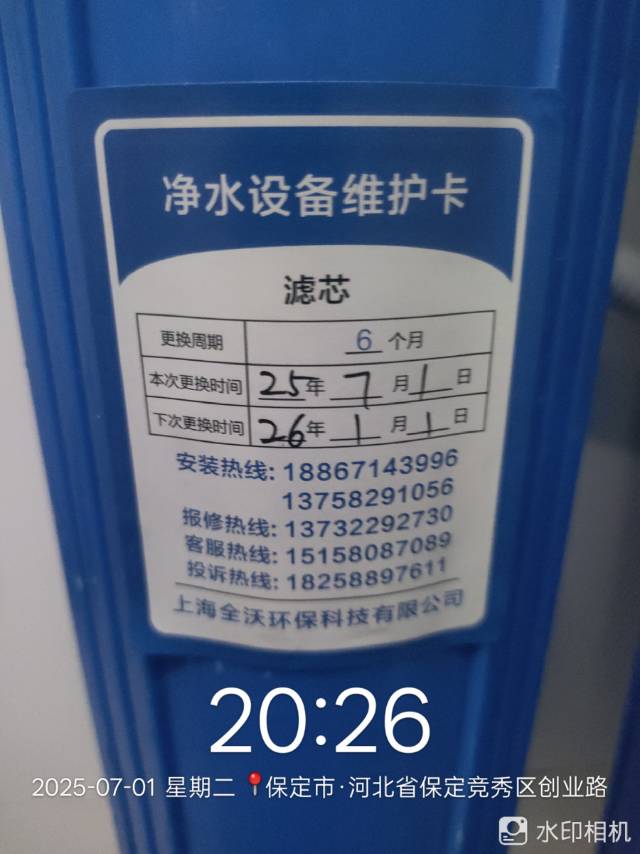 净水设备维护卡
滤芯
更换周期 6 个月
本次更换时间 25年 7月 1日
下次更换时间 26年 1月 1日
安装热线: 18867143996
13758291056
报修热线: 13732292730
客服热线: 15158087089
投诉热线: 18258897611
上海全沃环保科技有限公司
20:26
2025-07-01 星期二 📍保定市·河北省保定竞秀区创业路
水印相机